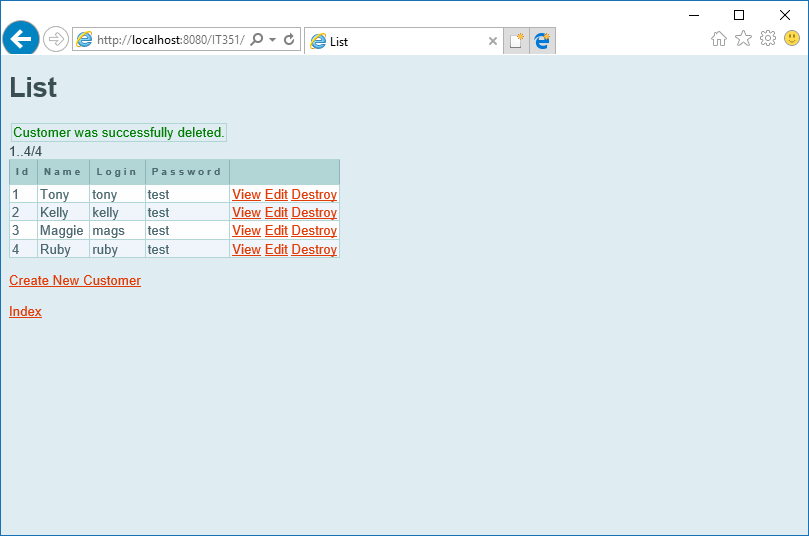 http://localhost:8080/IT351/
List
List
Customer was successfully deleted.
1..4/4
Id Name Login Password
1 Tony tony test View Edit Destroy
2 Kelly kelly test View Edit Destroy
3 Maggie mags test View Edit Destroy
4 Ruby ruby test View Edit Destroy
Create New Customer
Index